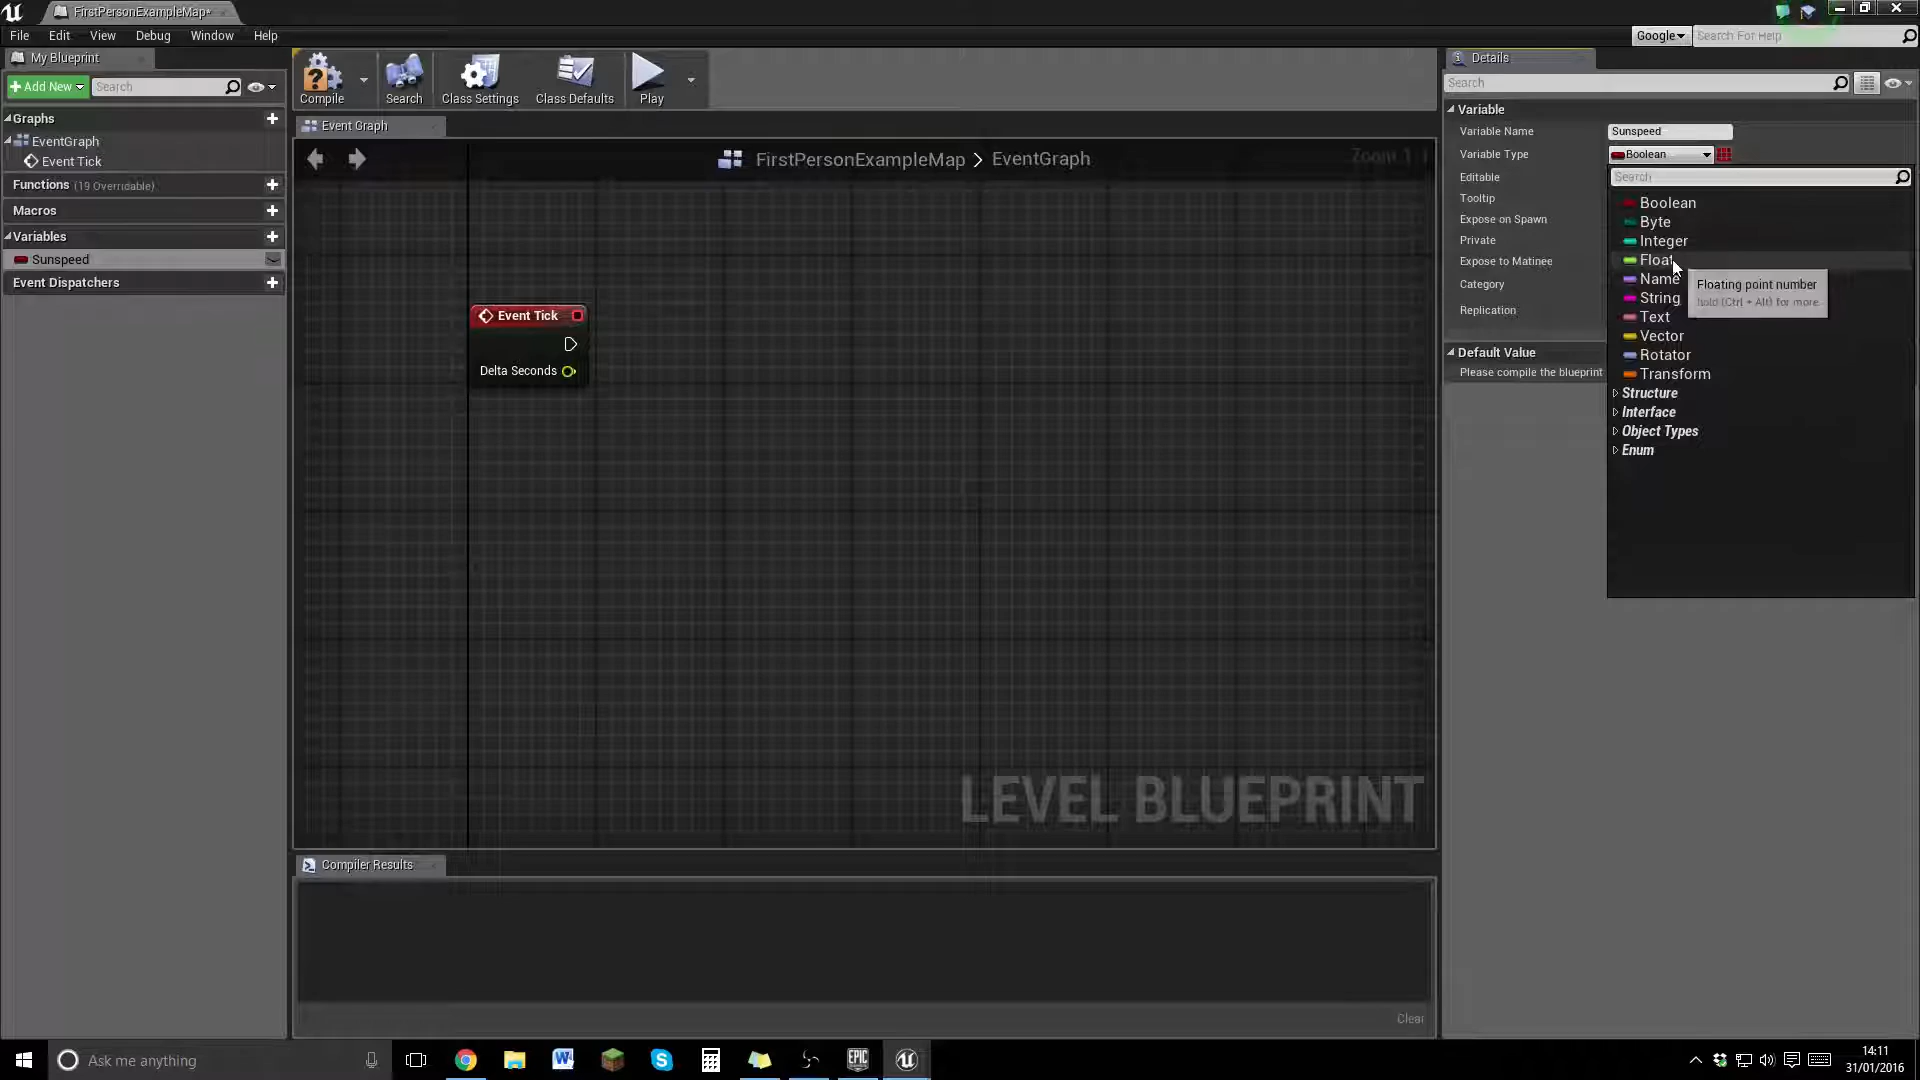 FirstPersonExampleMap*
File Edit View Debug Window Help
Google Search For Help
My Blueprint
Add New Search
Compile Search Class Settings Class Defaults Play
Details
Search
Graphs
EventGraph
Event Tick
Functions (19 Overridable)
Macros
Variables
Sunspeed
Event Dispatchers
Event Graph
FirstPersonExampleMap > EventGraph
Zoom 1:1
Event Tick
Delta Seconds
LEVEL BLUEPRINT
Compiler Results
Clear
Variable
Variable Name Sunspeed
Variable Type Boolean
Editable
Tooltip
Expose on Spawn
Private
Expose to Matinee
Category
Replication
Default Value
Please compile the blueprint
Search
Boolean
Byte
Integer
Float
Name
String
Text
Vector
Rotator
Transform
Structure
Interface
Object Types
Enum
Floating point number
hold (Ctrl + Alt) for more
Ask me anything
EPIC
14:11
31/01/2016